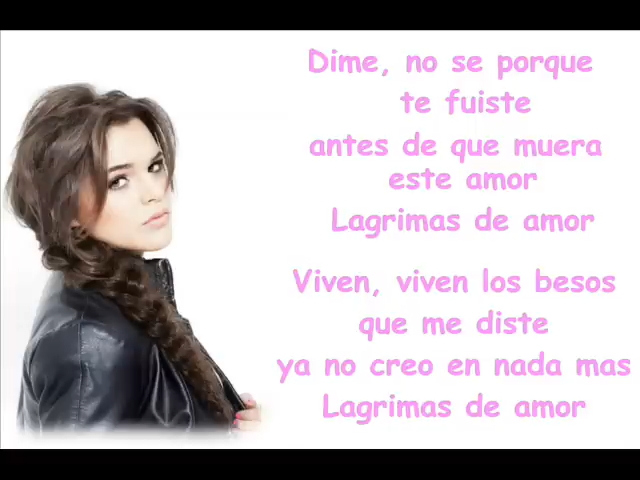 Dime, no se porque
te fuiste
antes de que muera
este amor
Lagrimas de amor
Viven, viven los besos
que me diste
ya no creo en nada mas
Lagrimas de amor